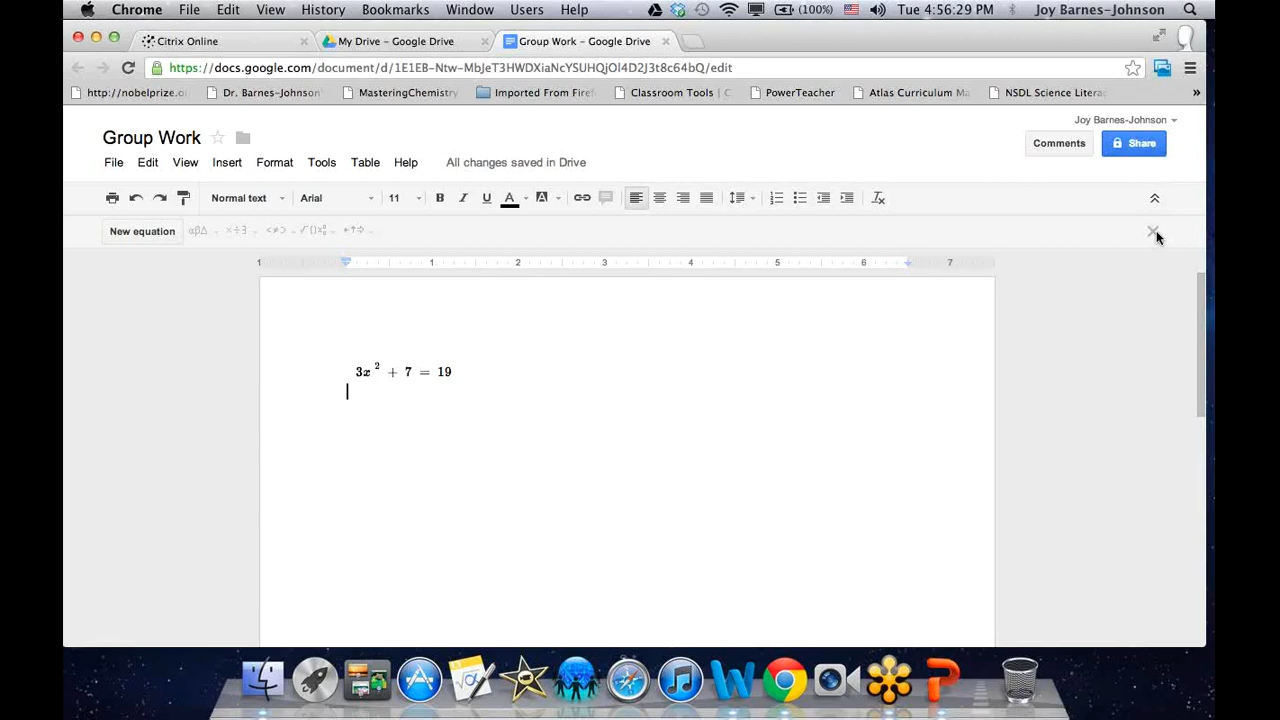 Chrome File Edit View History Bookmarks Window Users Help (100%) Tue 4:56:29 PM Joy Barnes-Johnson
Citrix Online My Drive – Google Drive Group Work – Google Drive
https://docs.google.com/document/d/1E1EB-Ntw-MbJeT3HWDXiaNcYSUHQjOl4D2J3t8c64bQ/edit
http://nobelprize.o Dr. Barnes-Johnson' MasteringChemistry Imported From Firef Classroom Tools | C PowerTeacher Atlas Curriculum Ma NSDL Science Litera »
Joy Barnes-Johnson
Group Work Comments Share
File Edit View Insert Format Tools Table Help All changes saved in Drive
Normal text Arial 11 B I U A A
New equation αβΔ ×÷3 <≠>
1 1 2 3 4 5 6 7
3x² + 7 = 19